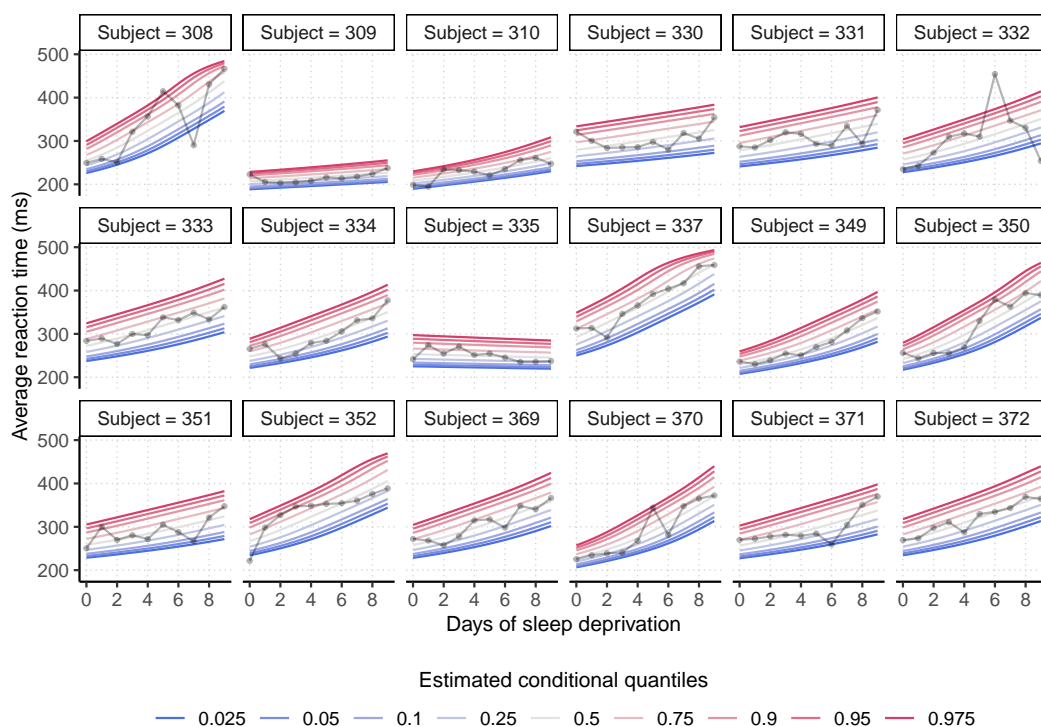 Subject = 308 Subject = 309 Subject = 310 Subject = 330 Subject = 331 Subject = 332
500
400
300
200
Subject = 333 Subject = 334 Subject = 335 Subject = 337 Subject = 349 Subject = 350
500
400
300
200
Subject = 351 Subject = 352 Subject = 369 Subject = 370 Subject = 371 Subject = 372
500
400
300
200
Average reaction time (ms)
0 2 4 6 8 0 2 4 6 8 0 2 4 6 8 0 2 4 6 8 0 2 4 6 8 0 2 4 6 8
Days of sleep deprivation
Estimated conditional quantiles
0.025 0.05 0.1 0.25 0.5 0.75 0.9 0.95 0.975